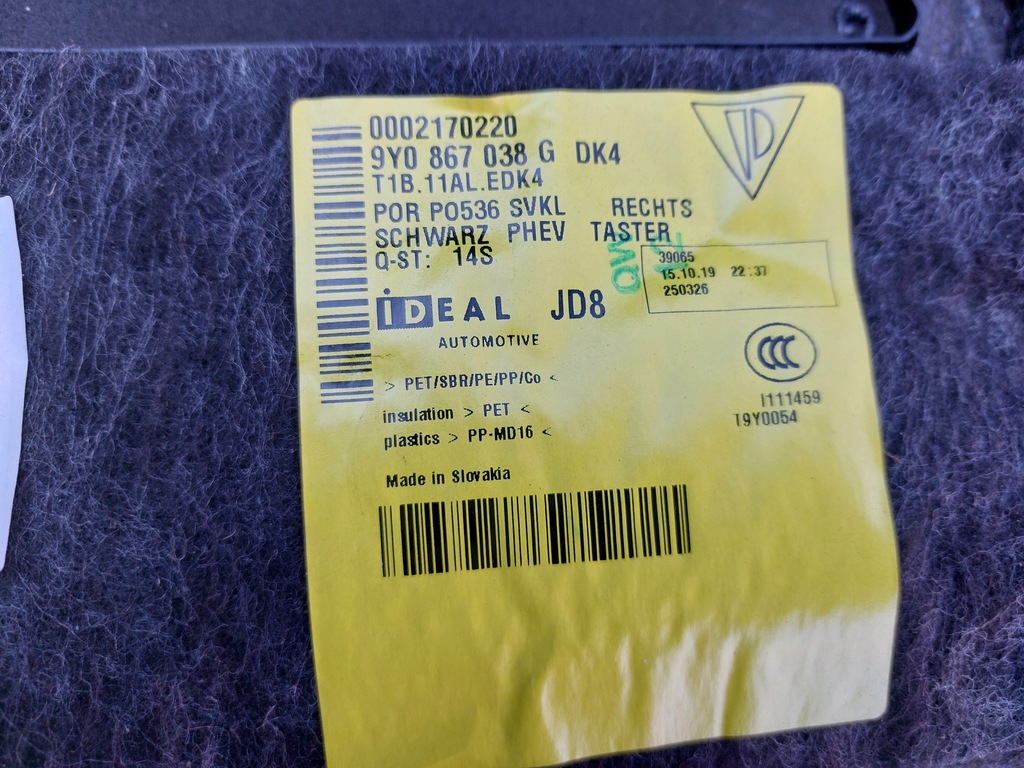 0002170220
9Y0 867 038 G DK4
T1B.11AL.EDK4
POR PO536 SVKL RECHTS
SCHWARZ PHEV TASTER
Q-ST: 14S
QW
39065
15.10.19 22:37
250326
iDEAL JD8
AUTOMOTIVE
> PET/SBR/PE/PP/Co <
insulation > PET <
plastics > PP-MD16 <
CCC
I111459
T9Y0054
Made in Slovakia